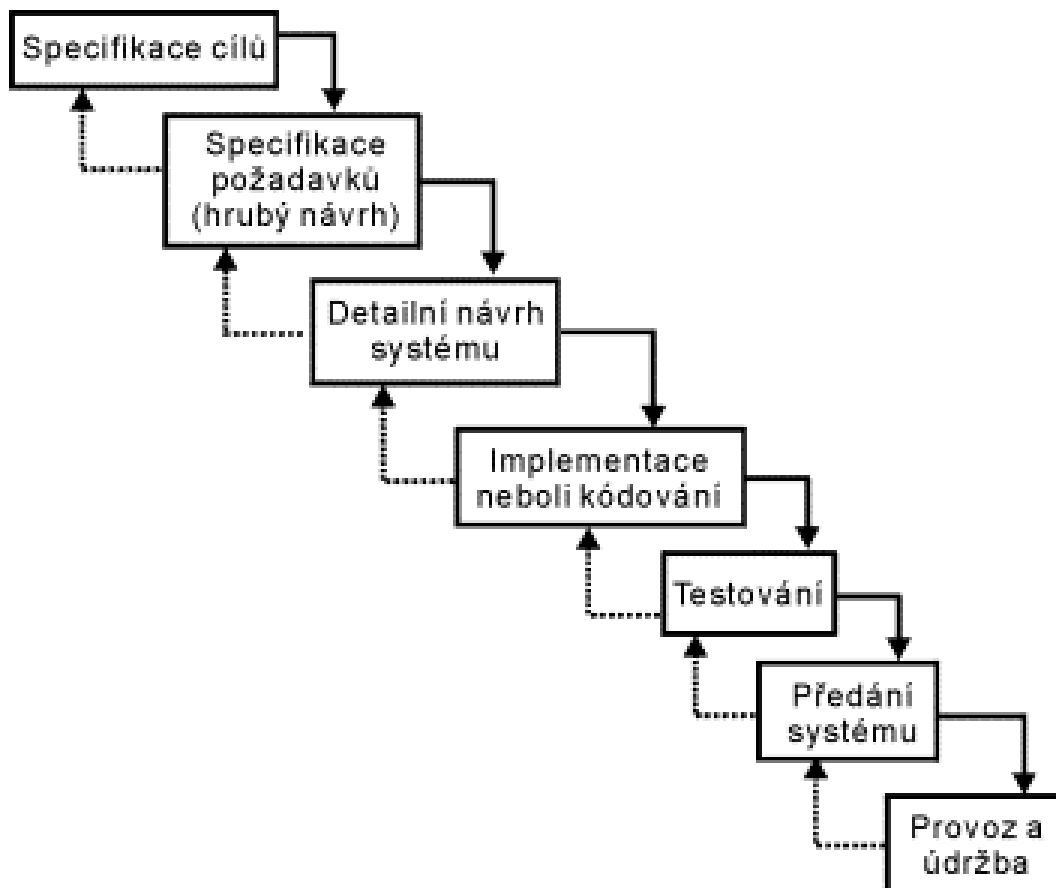 Specifikace cílů
Specifikace
požadavků
(hrubý návrh)
Detailní návrh
systému
Implementace
neboli kódování
Testování
Předání
systému
Provoz a
údržba